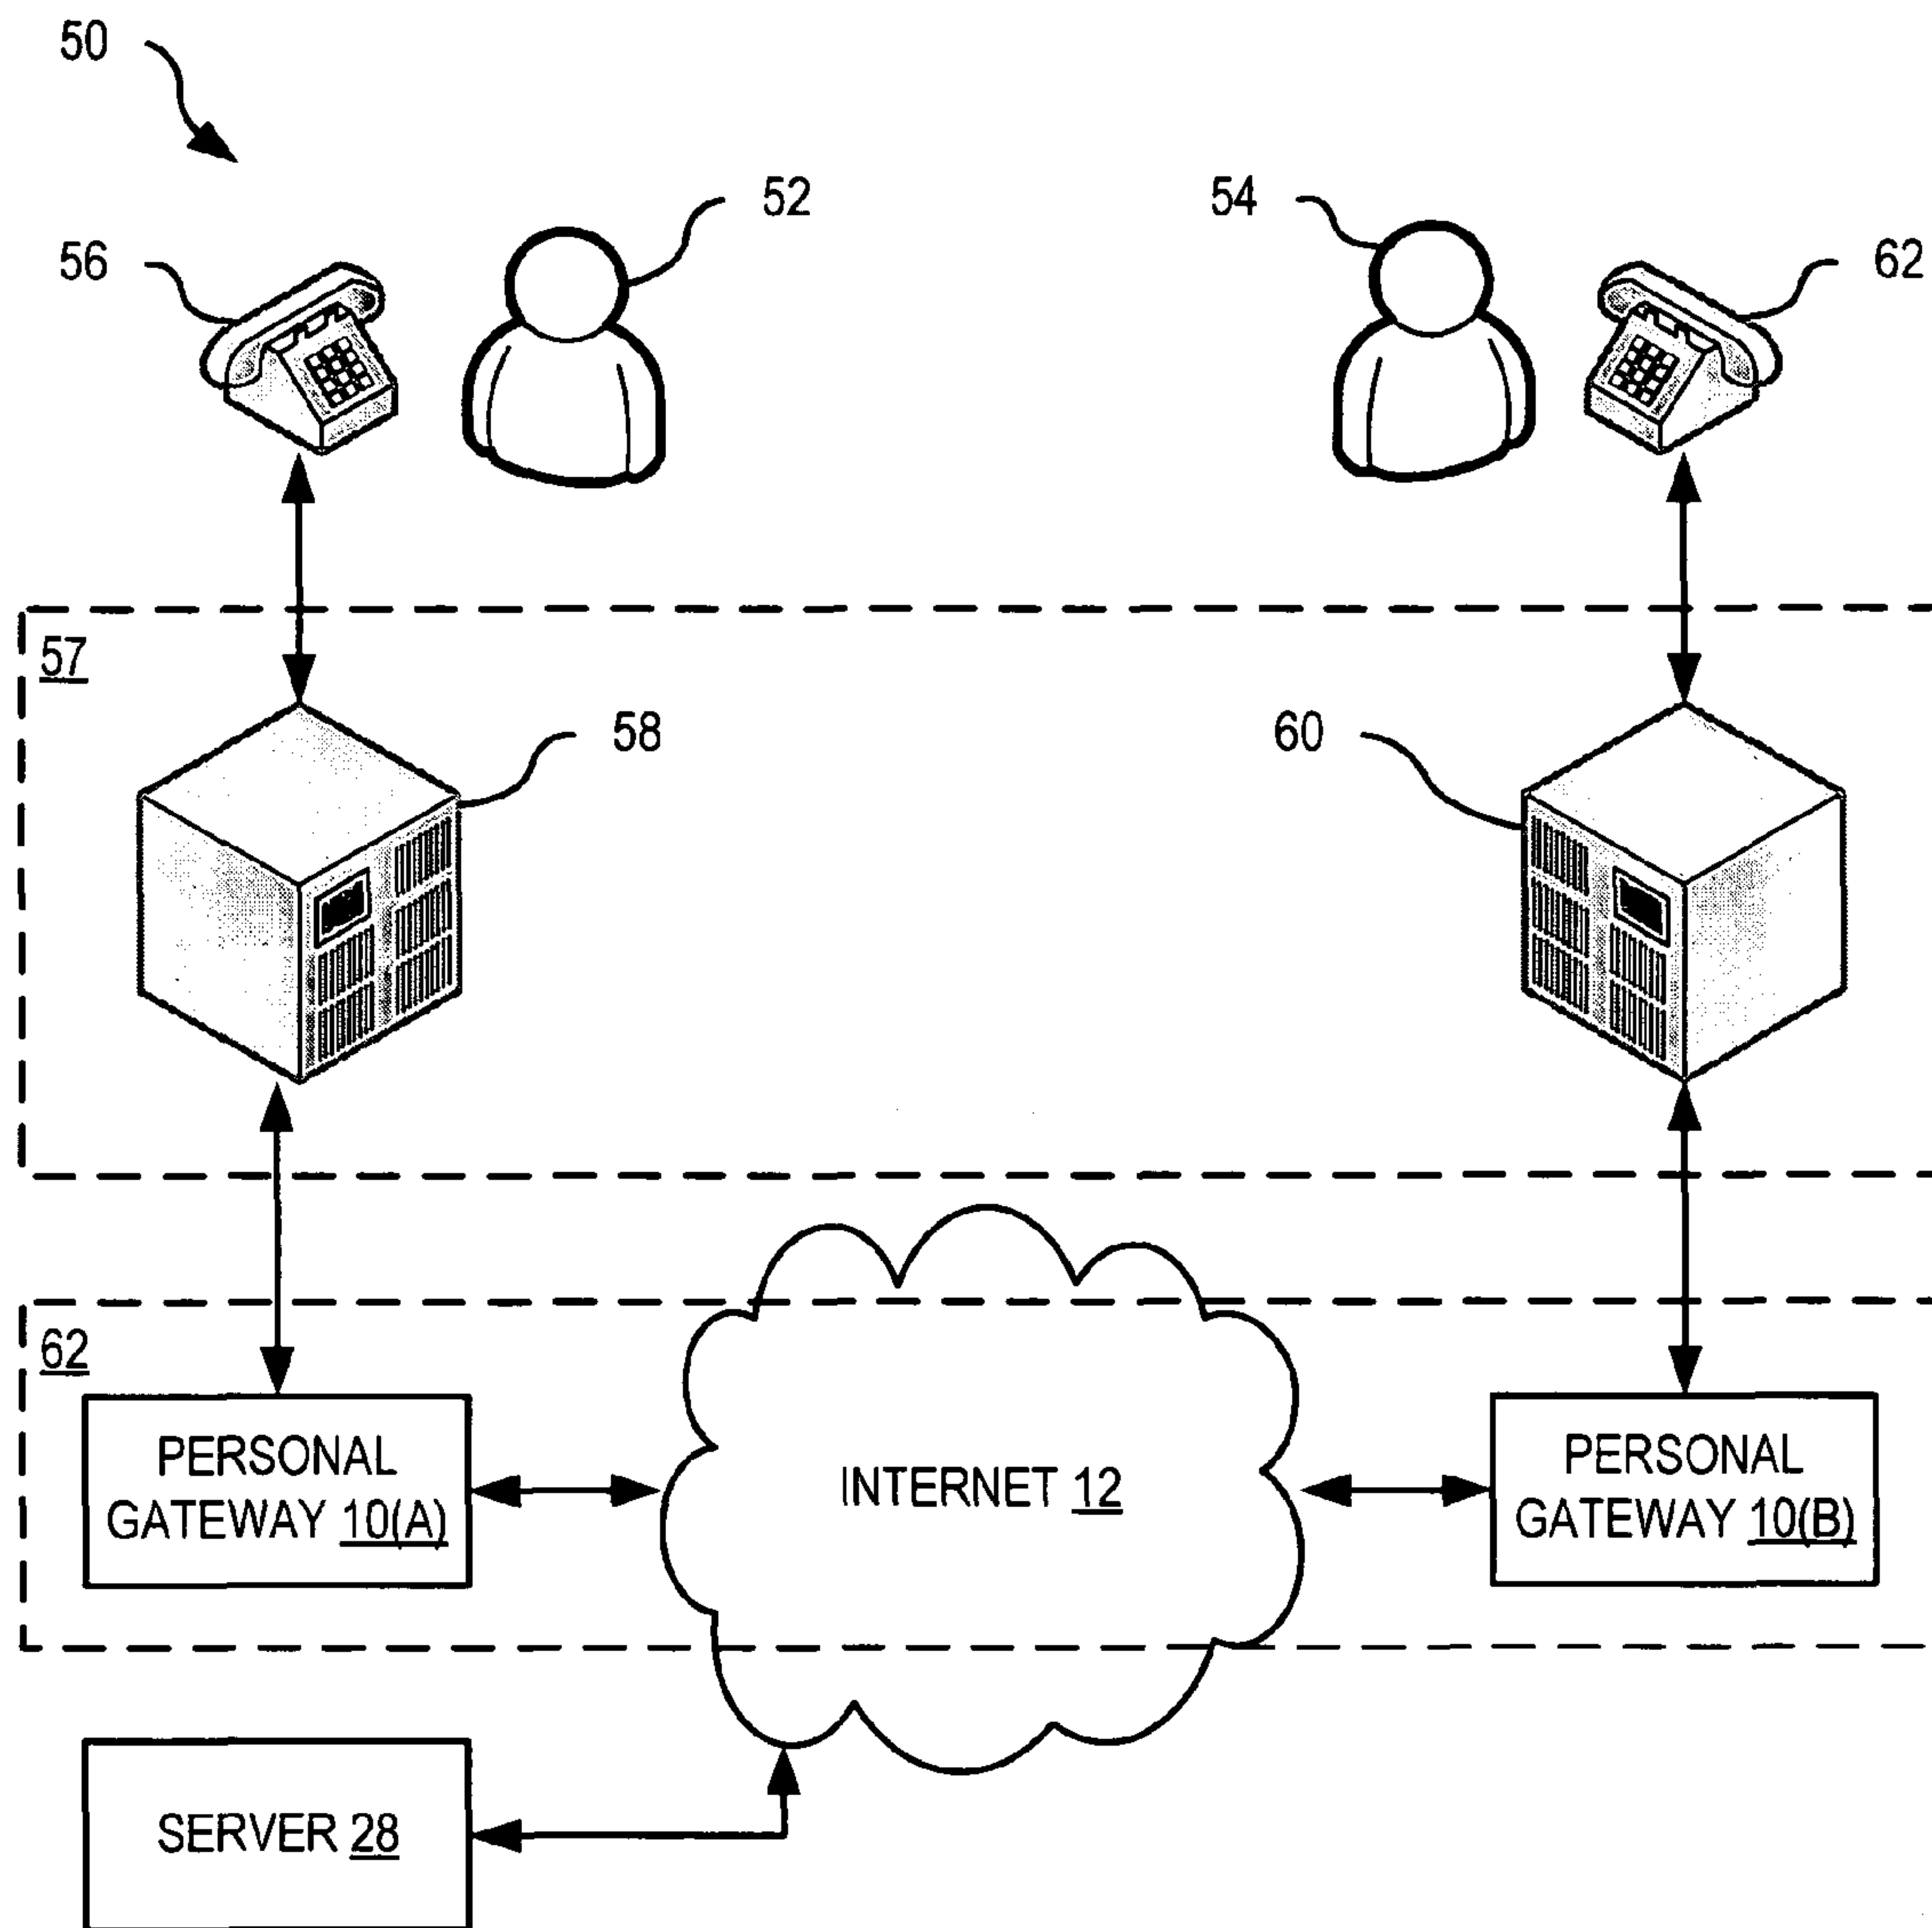 50
52
54
56
62
57
58
60
62
PERSONAL
GATEWAY 10(A)
INTERNET 12
PERSONAL
GATEWAY 10(B)
SERVER 28